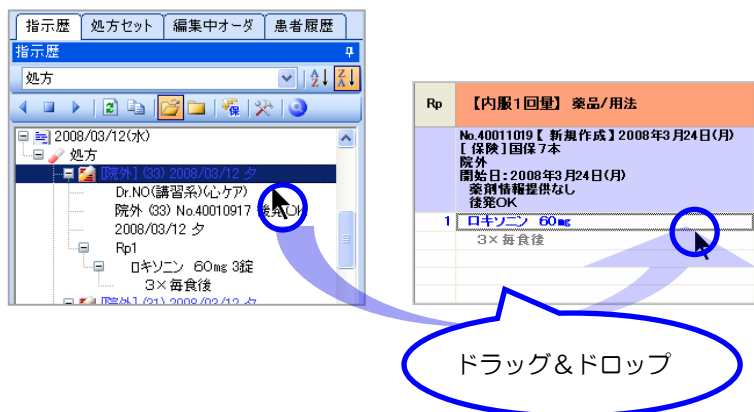 指示歴 処方セット 編集中オーダ 患者履歴
指示歴
処方
2008/03/12(水)
処方
[院外] (33) 2008/03/12 夕
Dr.NO(講習系)(心ケア)
院外 (33) No.40010917 後発OK
2008/03/12 夕
Rp1
ロキソニン 60mg 3錠
3×毎食後
[院外] (31) 2008/03/12 夕
Rp 【内服1回量】 薬品/用法
No.40011019【 新規作成】2008年3月24日(月)
[ 保険 ] 国保7本
院外
開始日 : 2008年3月24日(月)
薬剤情報提供なし
後発OK
1 ロキソニン 60mg
3×毎食後
ドラッグ&ドロップ